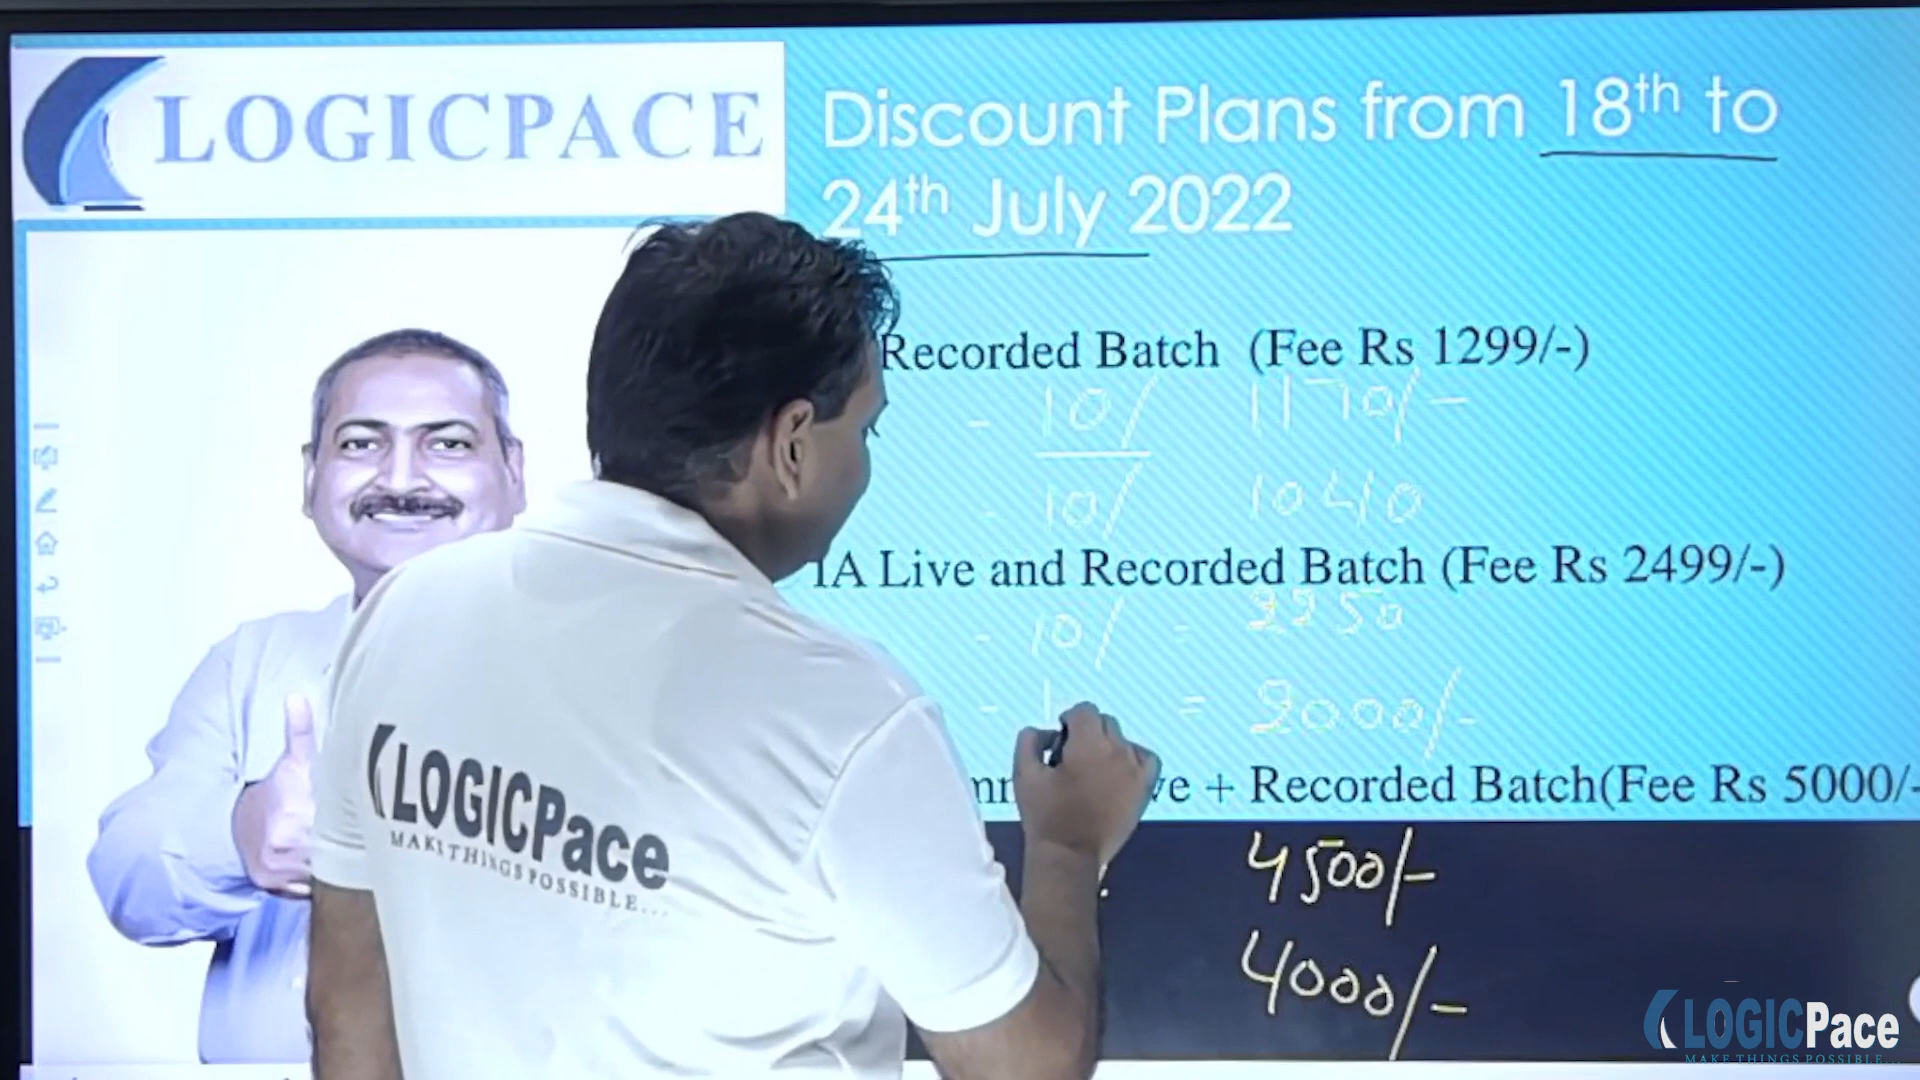 LOGICPACE
Discount Plans from 18th to
24th July 2022
Recorded Batch (Fee Rs 1299/-)
- 10/ 1170/-
- 10/ 1040
IA Live and Recorded Batch (Fee Rs 2499/-)
- 10/ = 2250
- = 2000/-
+ Recorded Batch(Fee Rs 5000/-
4500/-
4000/-
LOGICPace
MAKE THINGS POSSIBLE...
LOGICPace
MAKE THINGS POSSIBLE...